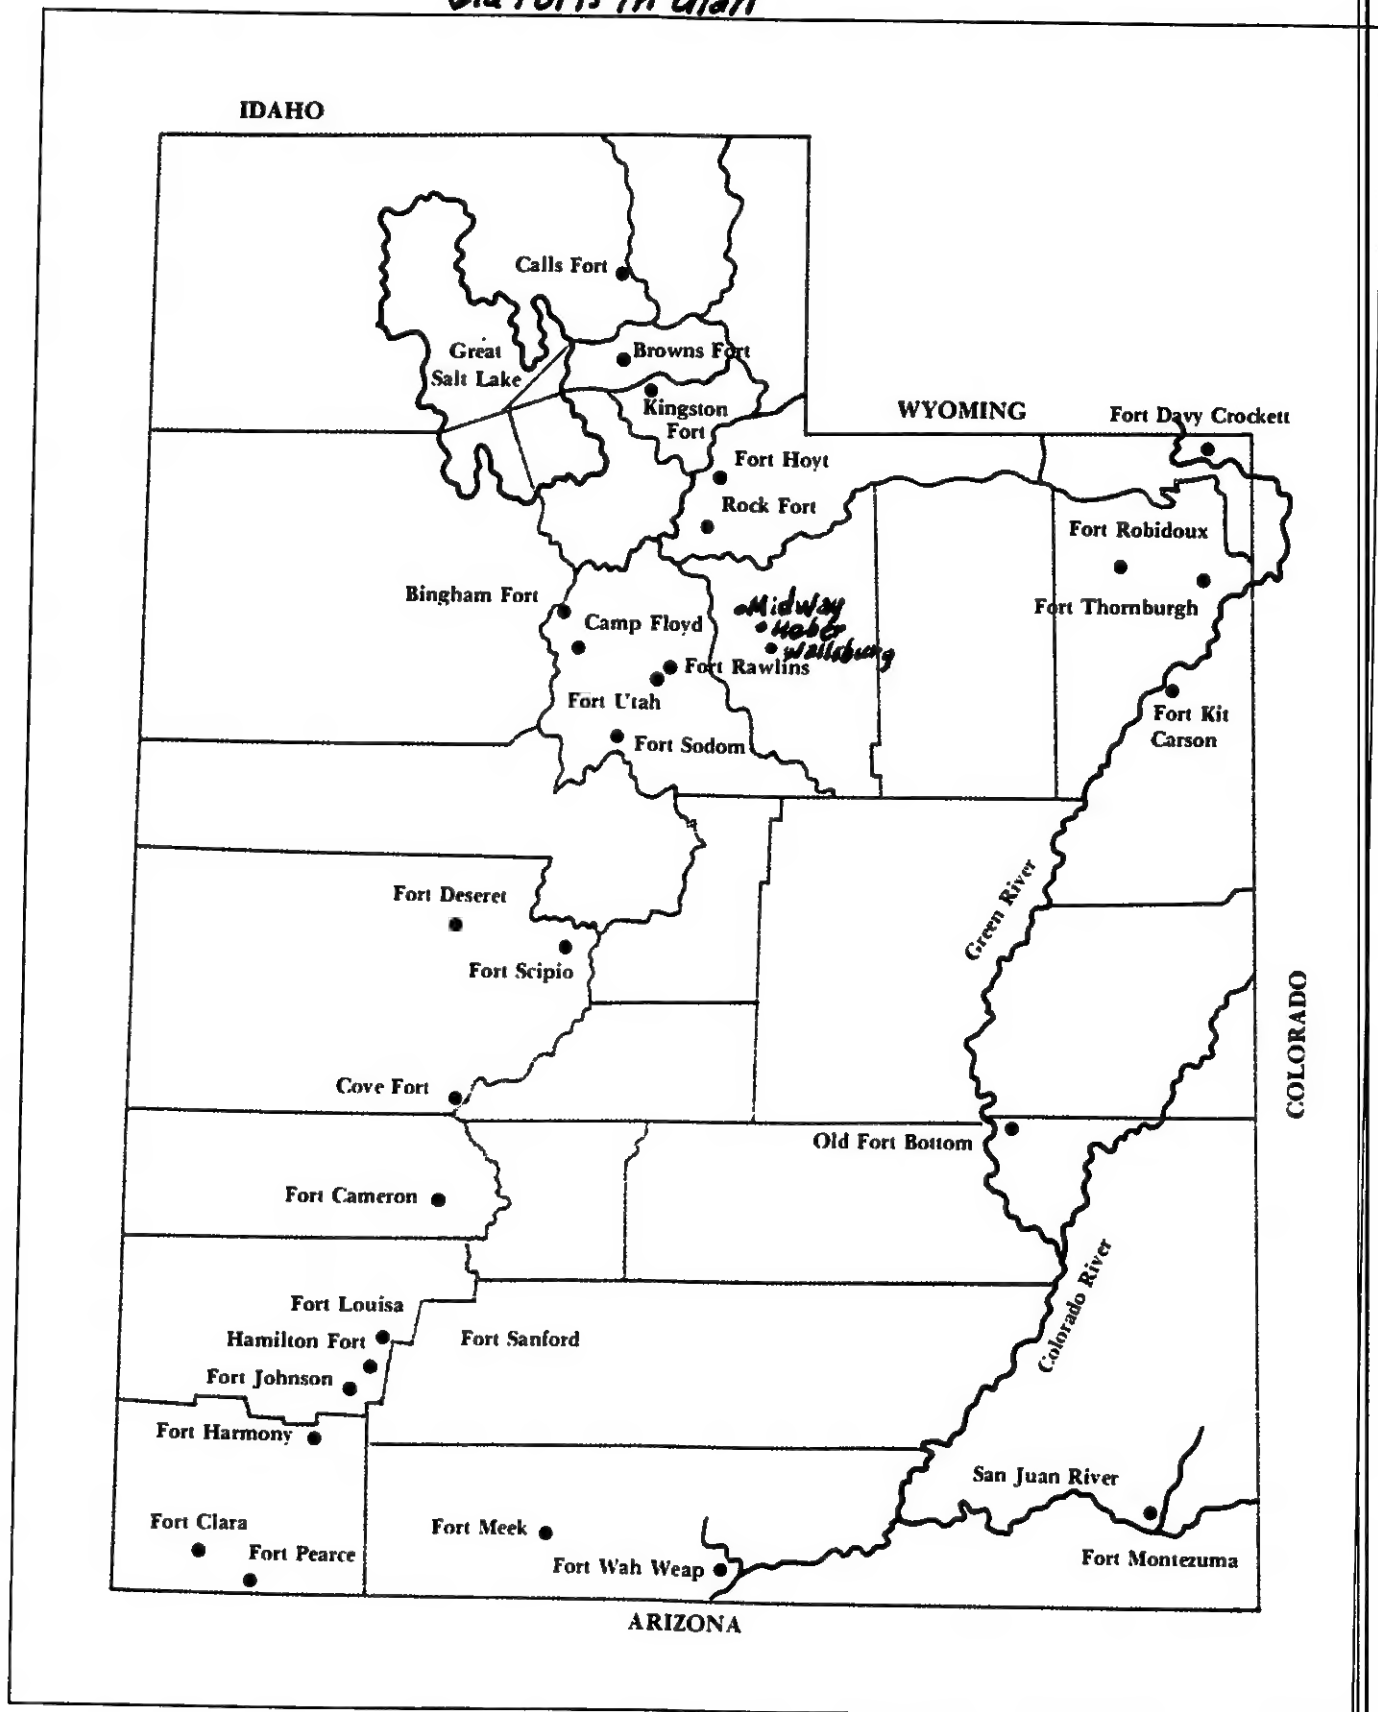 Old Forts in Utah
IDAHO
Calls Fort
Great
Salt Lake
Browns Fort
Kingston
Fort
WYOMING
Fort Davy Crockett
Fort Hoyt
Rock Fort
Fort Robidoux
Bingham Fort
Camp Floyd
Midway
Heber
Wallsburg
Fort Thornburgh
Fort Rawlins
Fort Utah
Fort Sodom
Fort Kit
Carson
Green River
Fort Deseret
Fort Scipio
COLORADO
Cove Fort
Old Fort Bottom
Fort Cameron
Colorado River
Fort Louisa
Hamilton Fort
Fort Sanford
Fort Johnson
Fort Harmony
San Juan River
Fort Clara
Fort Pearce
Fort Meek
Fort Wah Weap
Fort Montezuma
ARIZONA